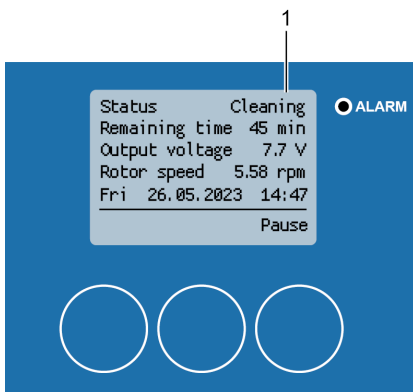 1
Status Cleaning
ALARM
Remaining time 45 min
Output voltage 7.7 V
Rotor speed 5.58 rpm
Fri 26.05.2023 14:47
Pause